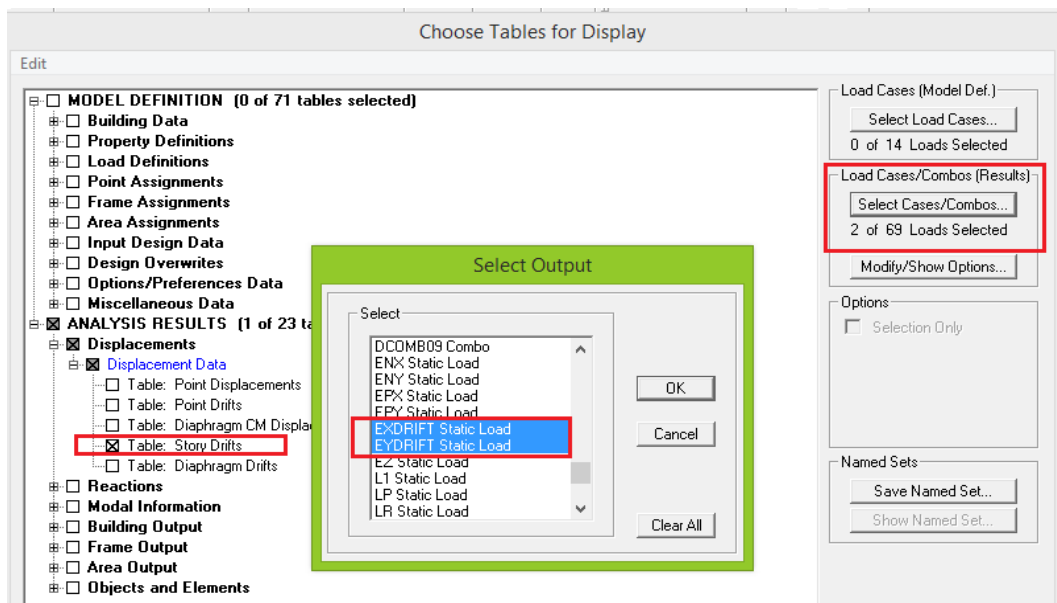 Choose Tables for Display
Edit
MODEL DEFINITION (0 of 71 tables selected)
Building Data
Property Definitions
Load Definitions
Point Assignments
Frame Assignments
Area Assignments
Input Design Data
Design Overwrites
Options/Preferences Data
Miscellaneous Data
ANALYSIS RESULTS (1 of 23 ta
Displacements
Displacement Data
Table: Point Displacements
Table: Point Drifts
Table: Diaphragm CM Displa
Table: Story Drifts
Table: Diaphragm Drifts
Reactions
Modal Information
Building Output
Frame Output
Area Output
Objects and Elements
Select Output
Select
DCOMB09 Combo
ENX Static Load
ENY Static Load
EPX Static Load
EPY Static Load
EXDRIFT Static Load
EYDRIFT Static Load
EZ Static Load
L1 Static Load
LP Static Load
LR Static Load
OK
Cancel
Clear All
Load Cases (Model Def.)
Select Load Cases...
0 of 14 Loads Selected
Load Cases/Combos (Results)
Select Cases/Combos...
2 of 69 Loads Selected
Modify/Show Options...
Options
Selection Only
Named Sets
Save Named Set...
Show Named Set...